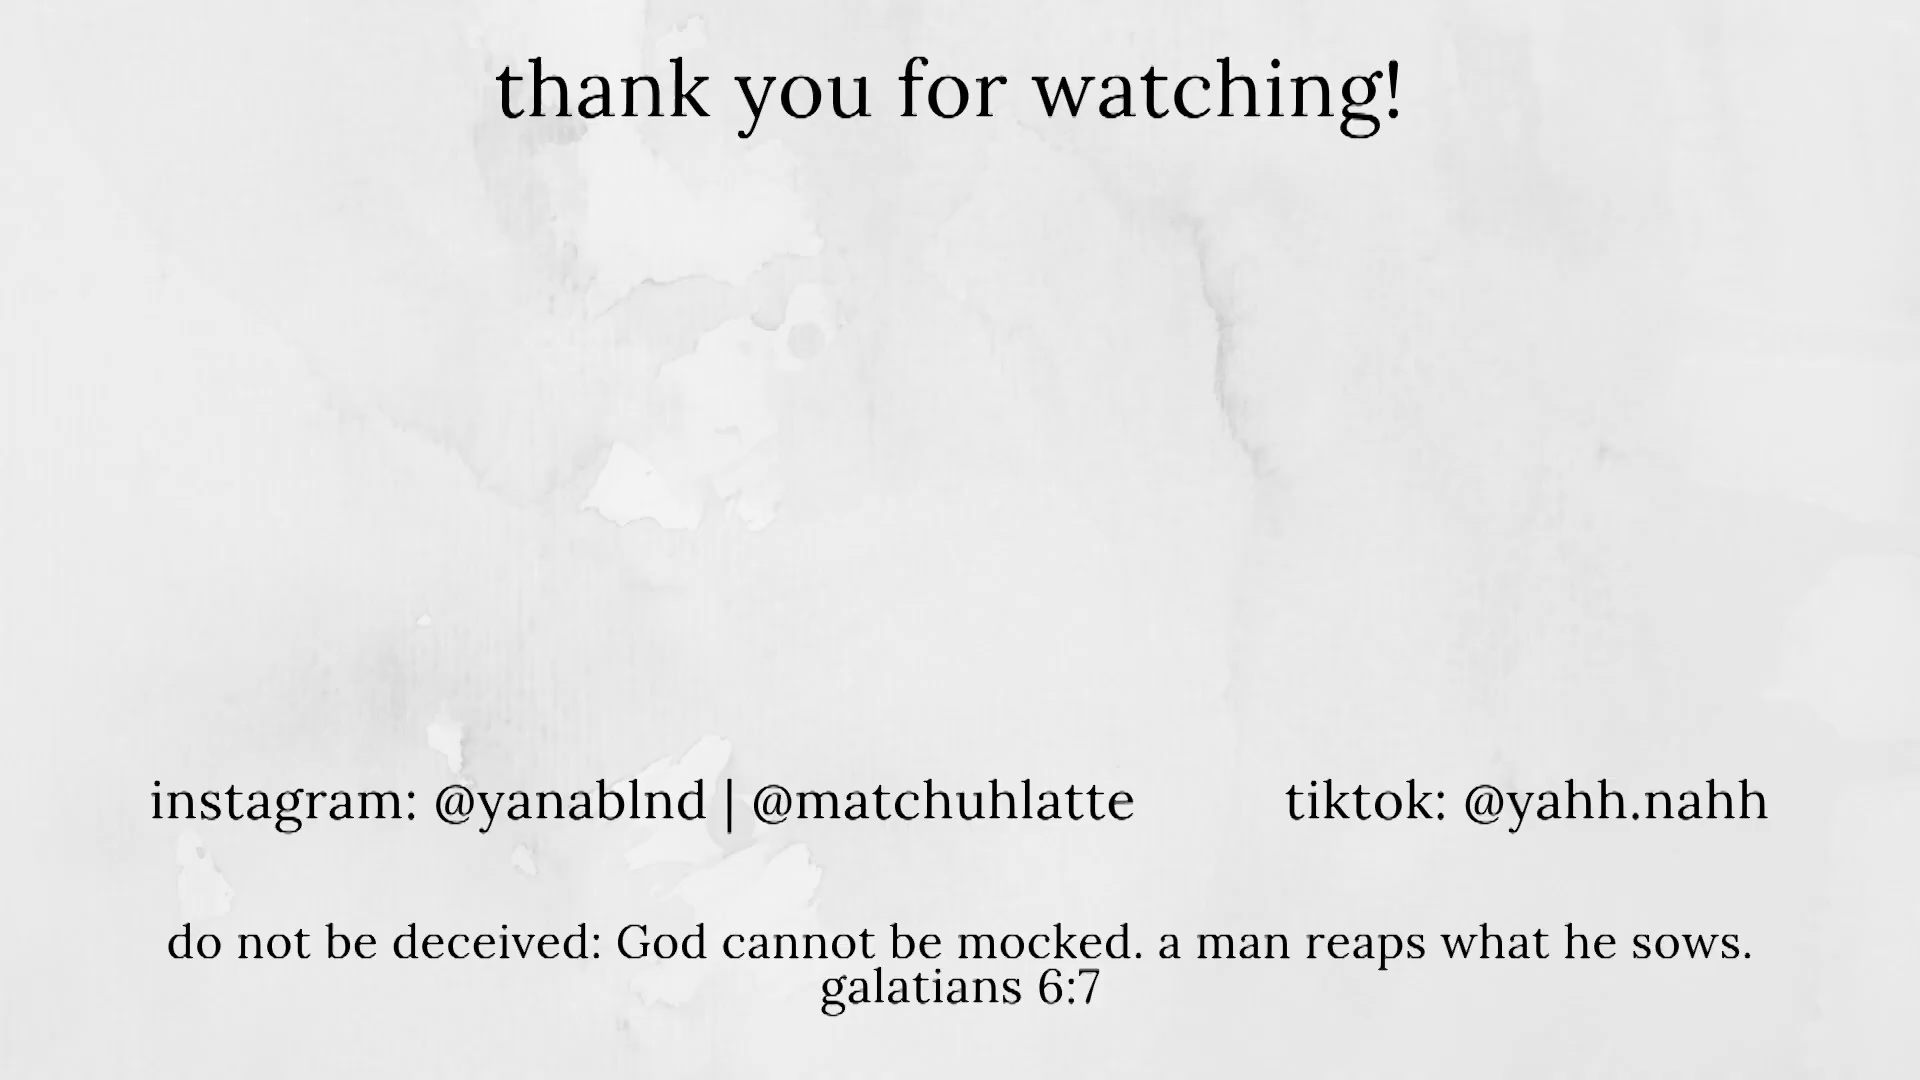 thank you for watching!
instagram: @yanablnd | @matchuhlatte
tiktok: @yahh.nahh
do not be deceived: God cannot be mocked. a man reaps what he sows.
galatians 6:7